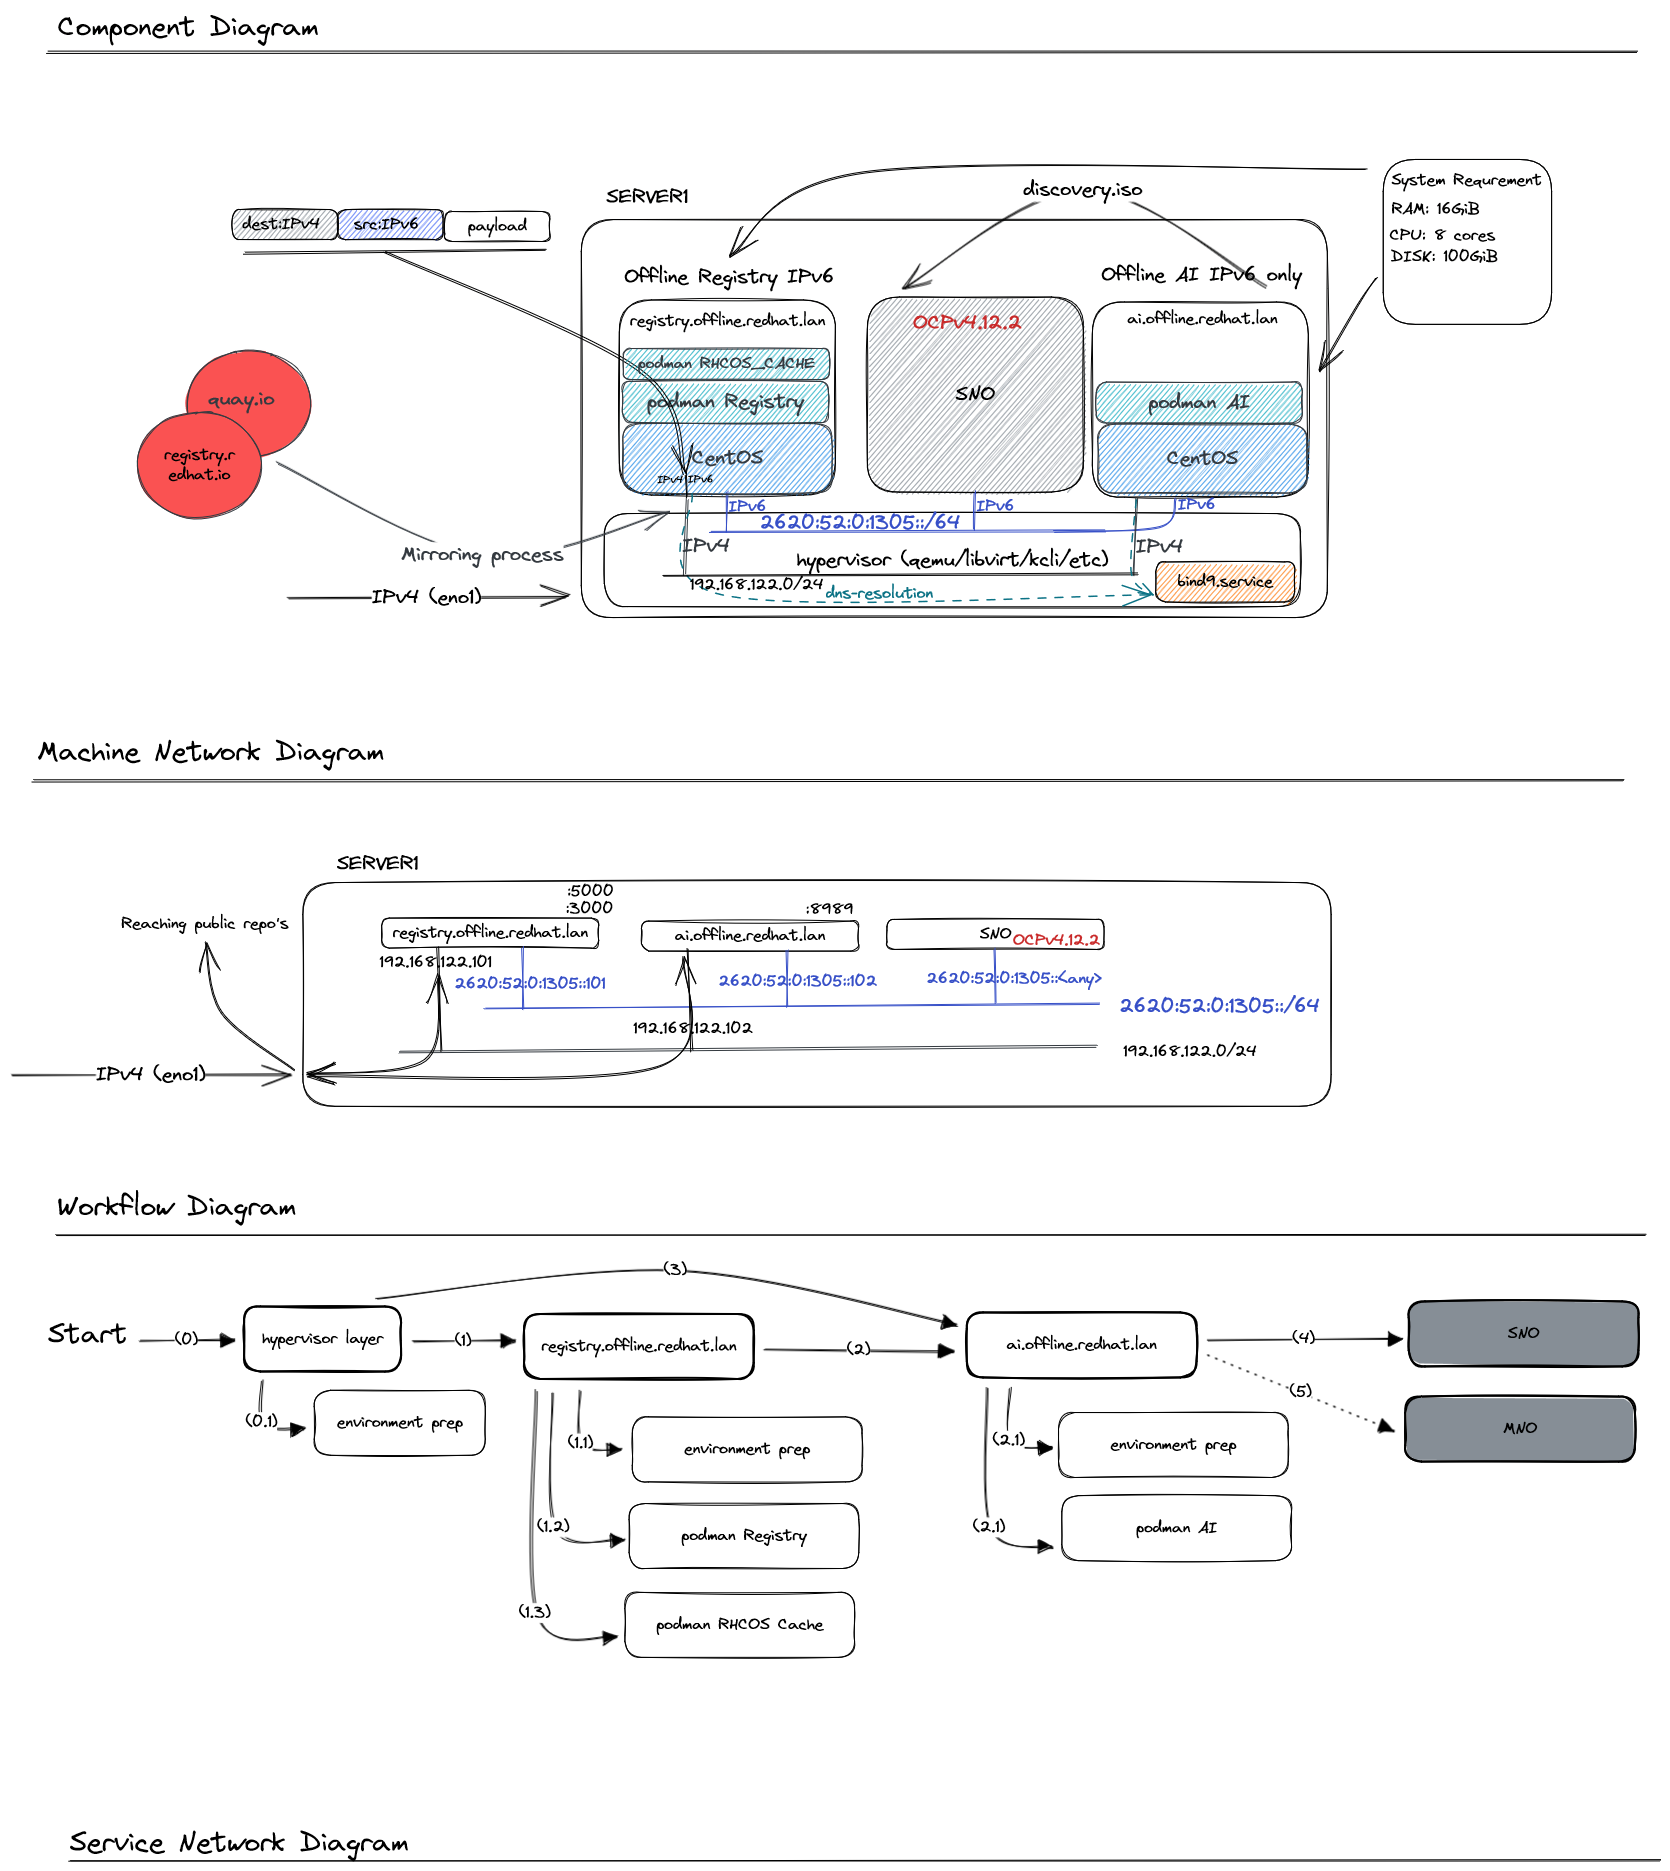 Component Diagram
SERVER1
discovery.iso
System Requrement
RAM: 16GiB
CPU: 8 cores
DISK: 100GiB
dest:IPv4
src:IPv6
payload
Offline Registry IPv6
Offline AI IPv6 only
registry.offline.redhat.lan
OCPv4.12.2
ai.offline.redhat.lan
podman RHCOS_CACHE
podman Registry
SNO
podman AI
CentOS
CentOS
IPv4
IPv6
quay.io
registry.r
edhat.io
IPv6
IPv6
IPv6
2620:52:0:1305::/64
IPv4
IPv4
Mirroring process
hypervisor (qemu/libvirt/kcli/etc)
192.168.122.0/24
dns-resolution
bind9.service
IPv4 (eno1)
Machine Network Diagram
SERVER1
:5000
:3000
:8989
Reaching public repo's
registry.offline.redhat.lan
ai.offline.redhat.lan
SNO
OCPv4.12.2
192.168.122.101
2620:52:0:1305::101
2620:52:0:1305::102
2620:52:0:1305::<any>
2620:52:0:1305::/64
192.168.122.102
192.168.122.0/24
IPv4 (eno1)
Workflow Diagram
(3)
Start
(0)
hypervisor layer
(1)
registry.offline.redhat.lan
(2)
ai.offline.redhat.lan
(4)
SNO
(5)
MNO
(0.1)
environment prep
(1.1)
environment prep
(2.1)
environment prep
(1.2)
podman Registry
(2.1)
podman AI
(1.3)
podman RHCOS Cache
Service Network Diagram